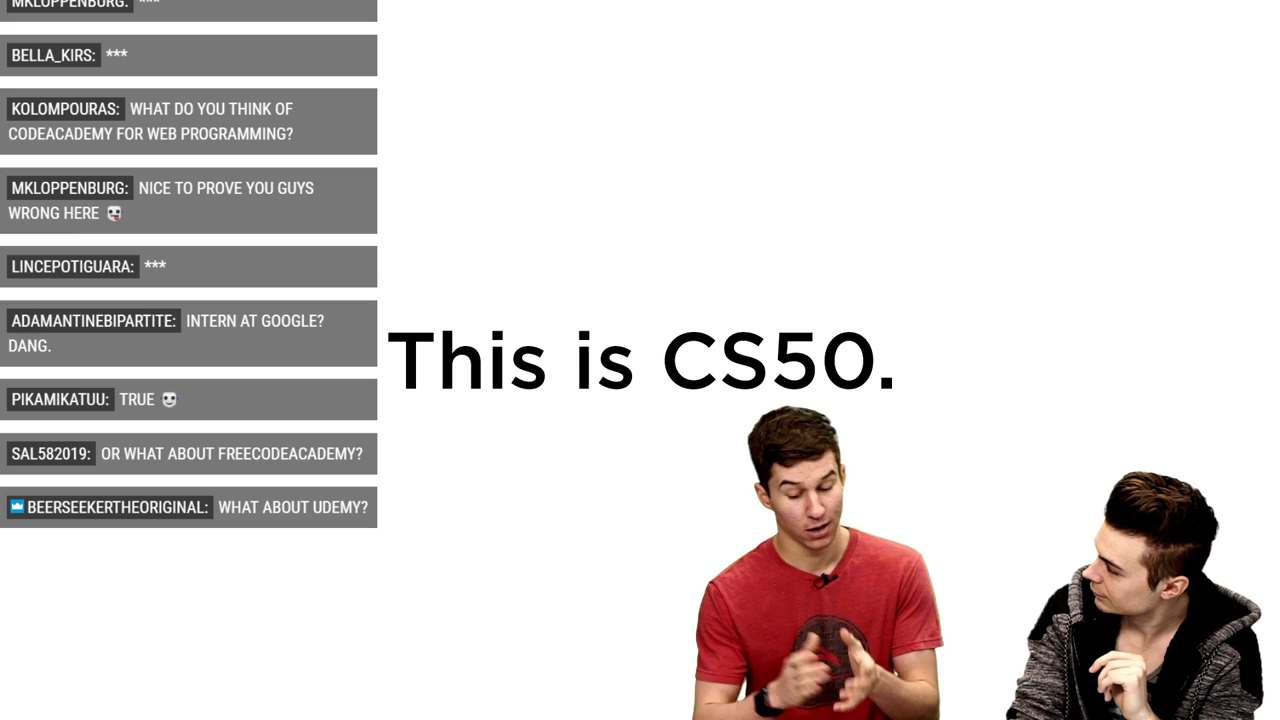 MKLOPPENBURG: ***
BELLA_KIRS: ***
KOLOMPOURAS: WHAT DO YOU THINK OF
CODEACADEMY FOR WEB PROGRAMMING?
MKLOPPENBURG: NICE TO PROVE YOU GUYS
WRONG HERE
LINCEPOTIGUARA: ***
ADAMANTINEBIPARTITE: INTERN AT GOOGLE?
DANG.
PIKAMIKATUU: TRUE
SAL582019: OR WHAT ABOUT FREECODEACADEMY?
BEERSEEKERTHEORIGINAL: WHAT ABOUT UDEMY?
This is CS50.